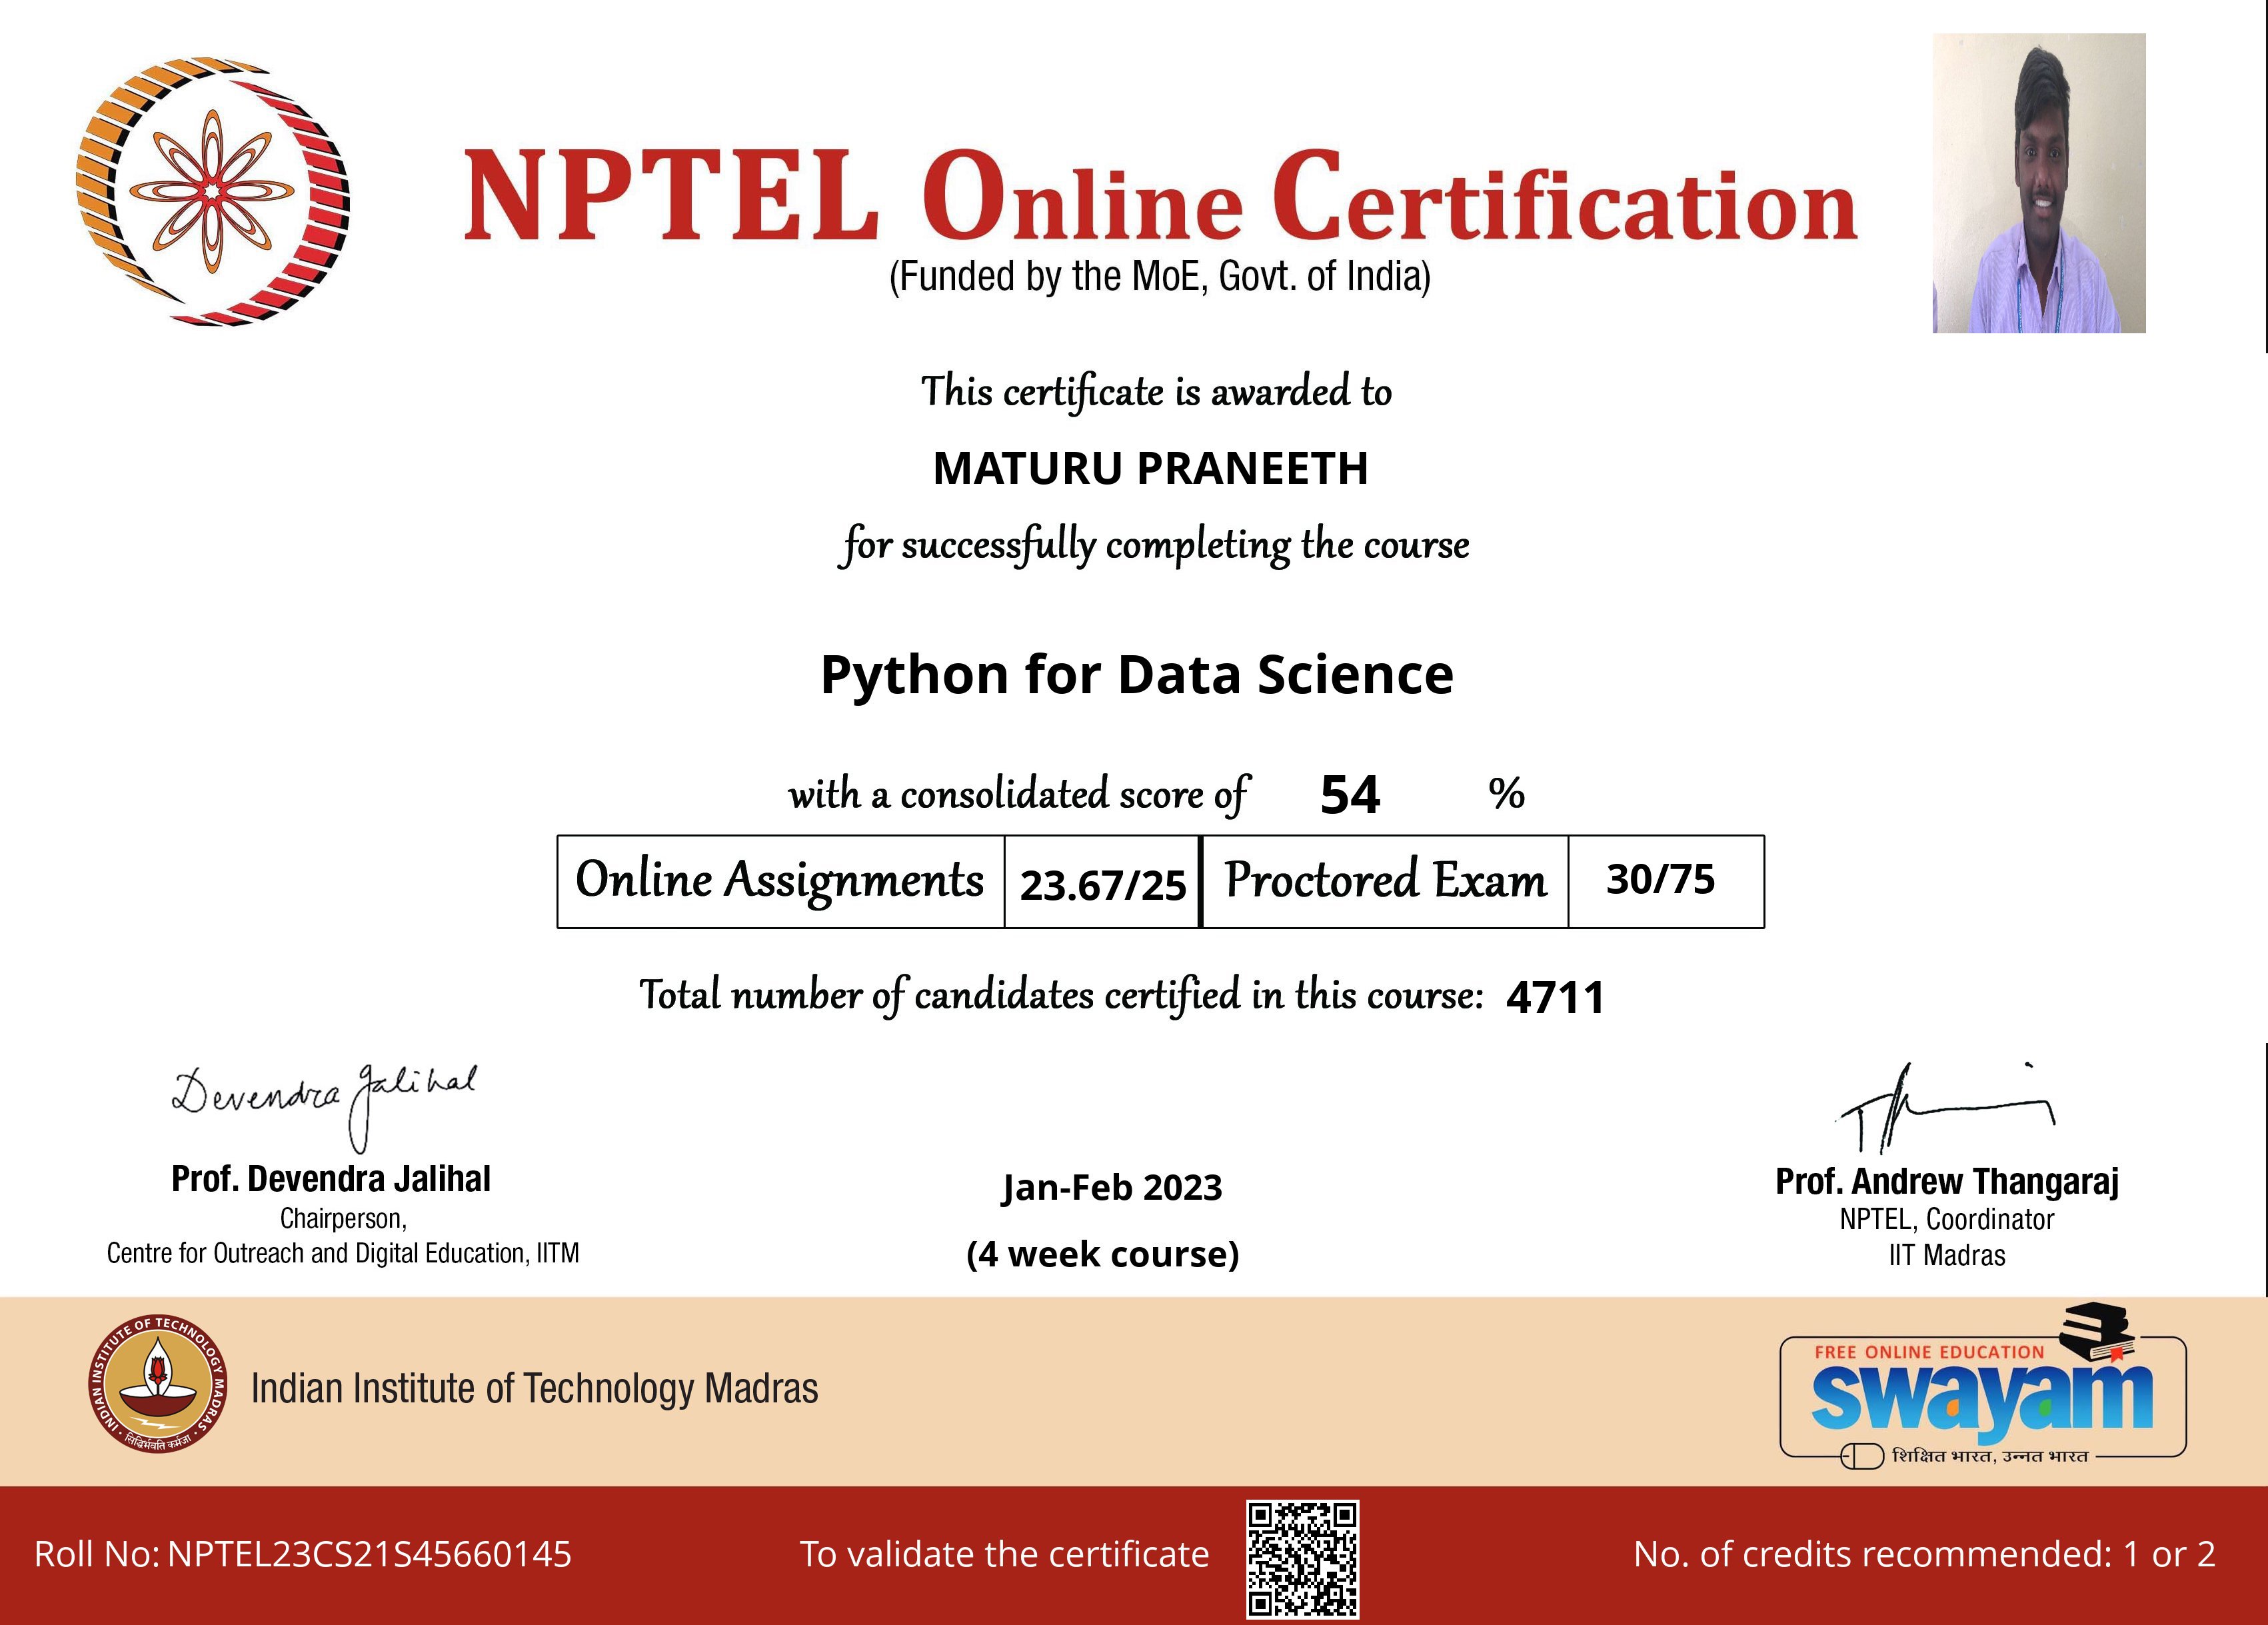 NPTEL Online Certification
(Funded by the MoE, Govt. of India)
This certificate is awarded to
MATURU PRANEETH
for successfully completing the course
Python for Data Science
with a consolidated score of 54 %
Online Assignments 23.67/25 Proctored Exam 30/75
Total number of candidates certified in this course: 4711
Devendra Jalihal
Prof. Devendra Jalihal
Chairperson,
Centre for Outreach and Digital Education, IITM
Jan-Feb 2023
(4 week course)
Prof. Andrew Thangaraj
NPTEL, Coordinator
IIT Madras
INDIAN INSTITUTE OF TECHNOLOGY MADRAS
सिद्धिर्भवति कर्मजा
Indian Institute of Technology Madras
FREE ONLINE EDUCATION
swayam
शिक्षित भारत, उन्नत भारत
Roll No: NPTEL23CS21S45660145
To validate the certificate
No. of credits recommended: 1 or 2